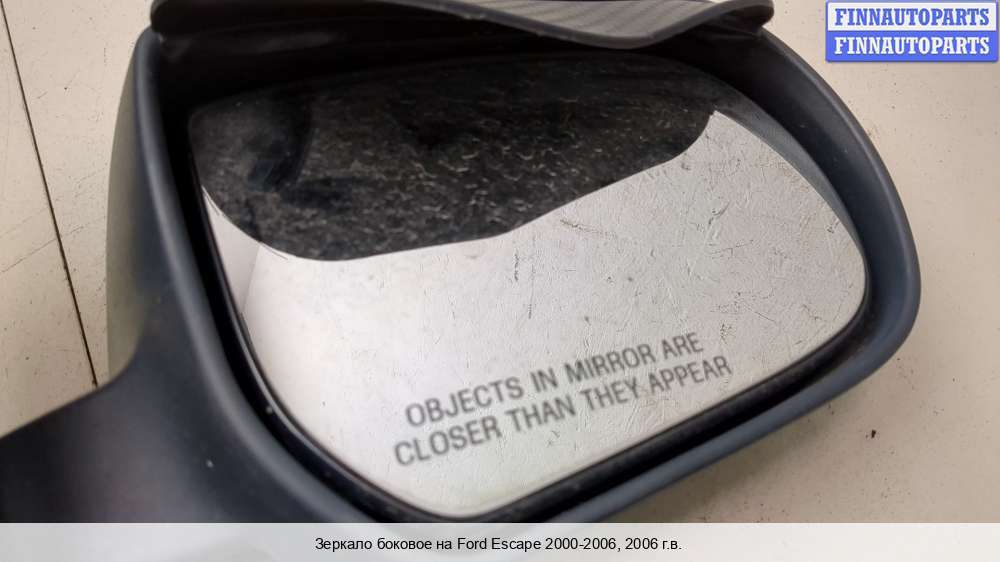 FINNAUTOPARTS
FINNAUTOPARTS
OBJECTS IN MIRROR ARE
CLOSER THAN THEY APPEAR
Зеркало боковое на Ford Escape 2000-2006, 2006 г.в.